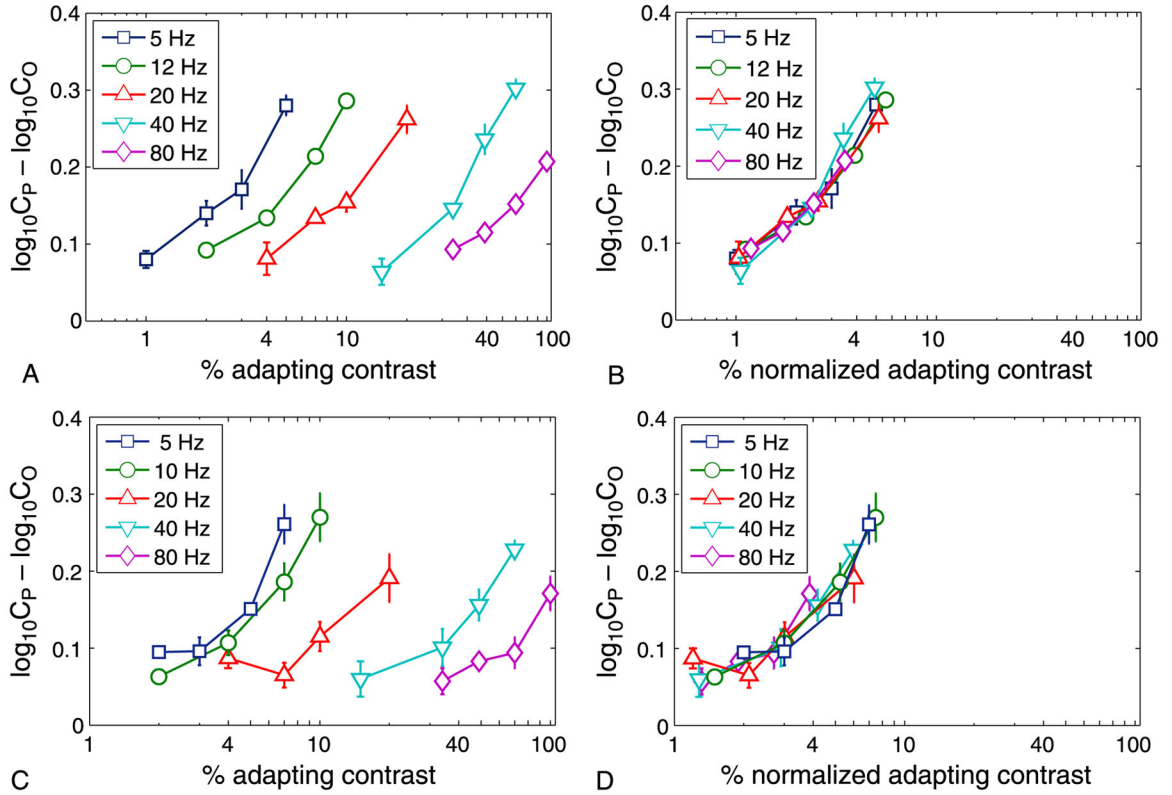 0.4
0.3
0.2
0.1
0
log10CP − log10CO
5 Hz
12 Hz
20 Hz
40 Hz
80 Hz
1
4
10
40
100
% adapting contrast
A
0.4
0.3
0.2
0.1
0
log10CP − log10CO
5 Hz
12 Hz
20 Hz
40 Hz
80 Hz
1
4
10
40
100
% normalized adapting contrast
B
0.4
0.3
0.2
0.1
0
log10CP − log10CO
5 Hz
10 Hz
20 Hz
40 Hz
80 Hz
1
4
10
40
100
% adapting contrast
C
0.4
0.3
0.2
0.1
0
log10CP − log10CO
5 Hz
10 Hz
20 Hz
40 Hz
80 Hz
1
4
10
40
100
% normalized adapting contrast
D